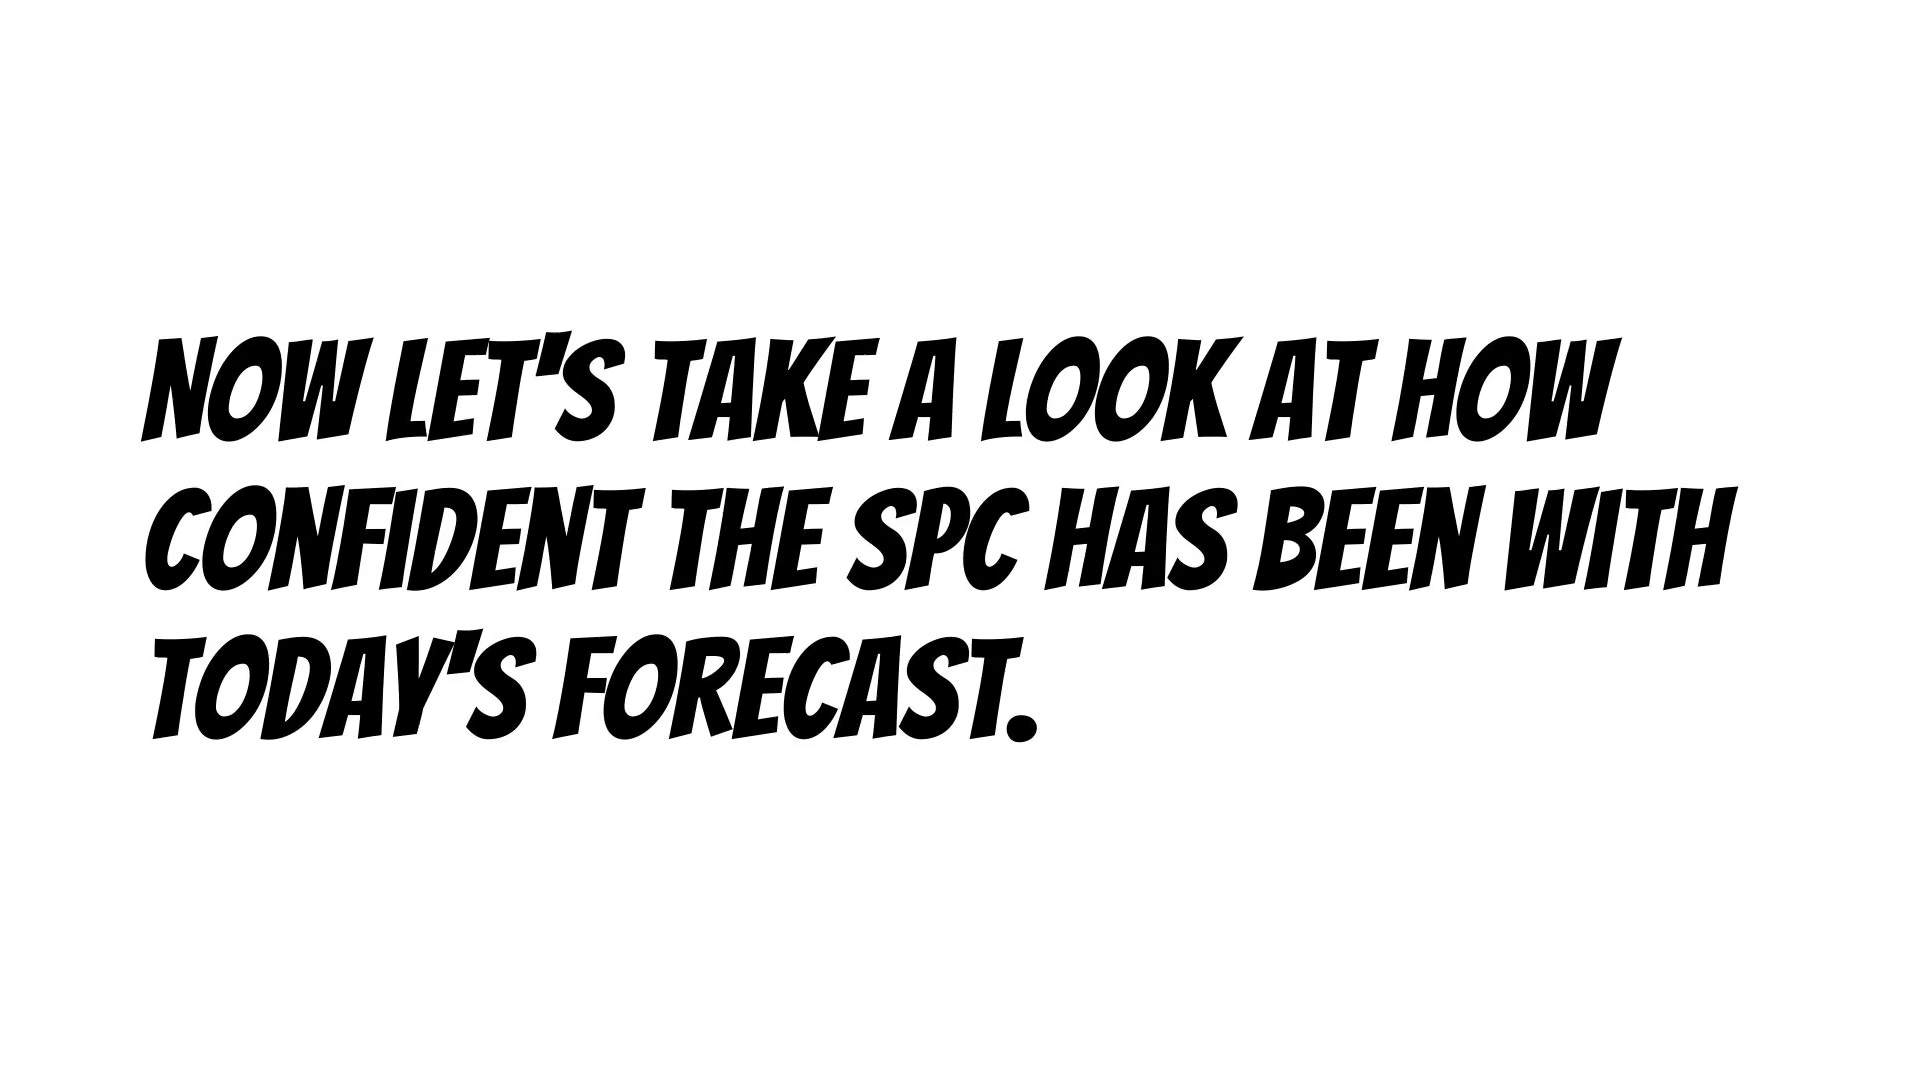 NOW LET'S TAKE A LOOK AT HOW
CONFIDENT THE SPC HAS BEEN WITH
TODAY'S FORECAST.